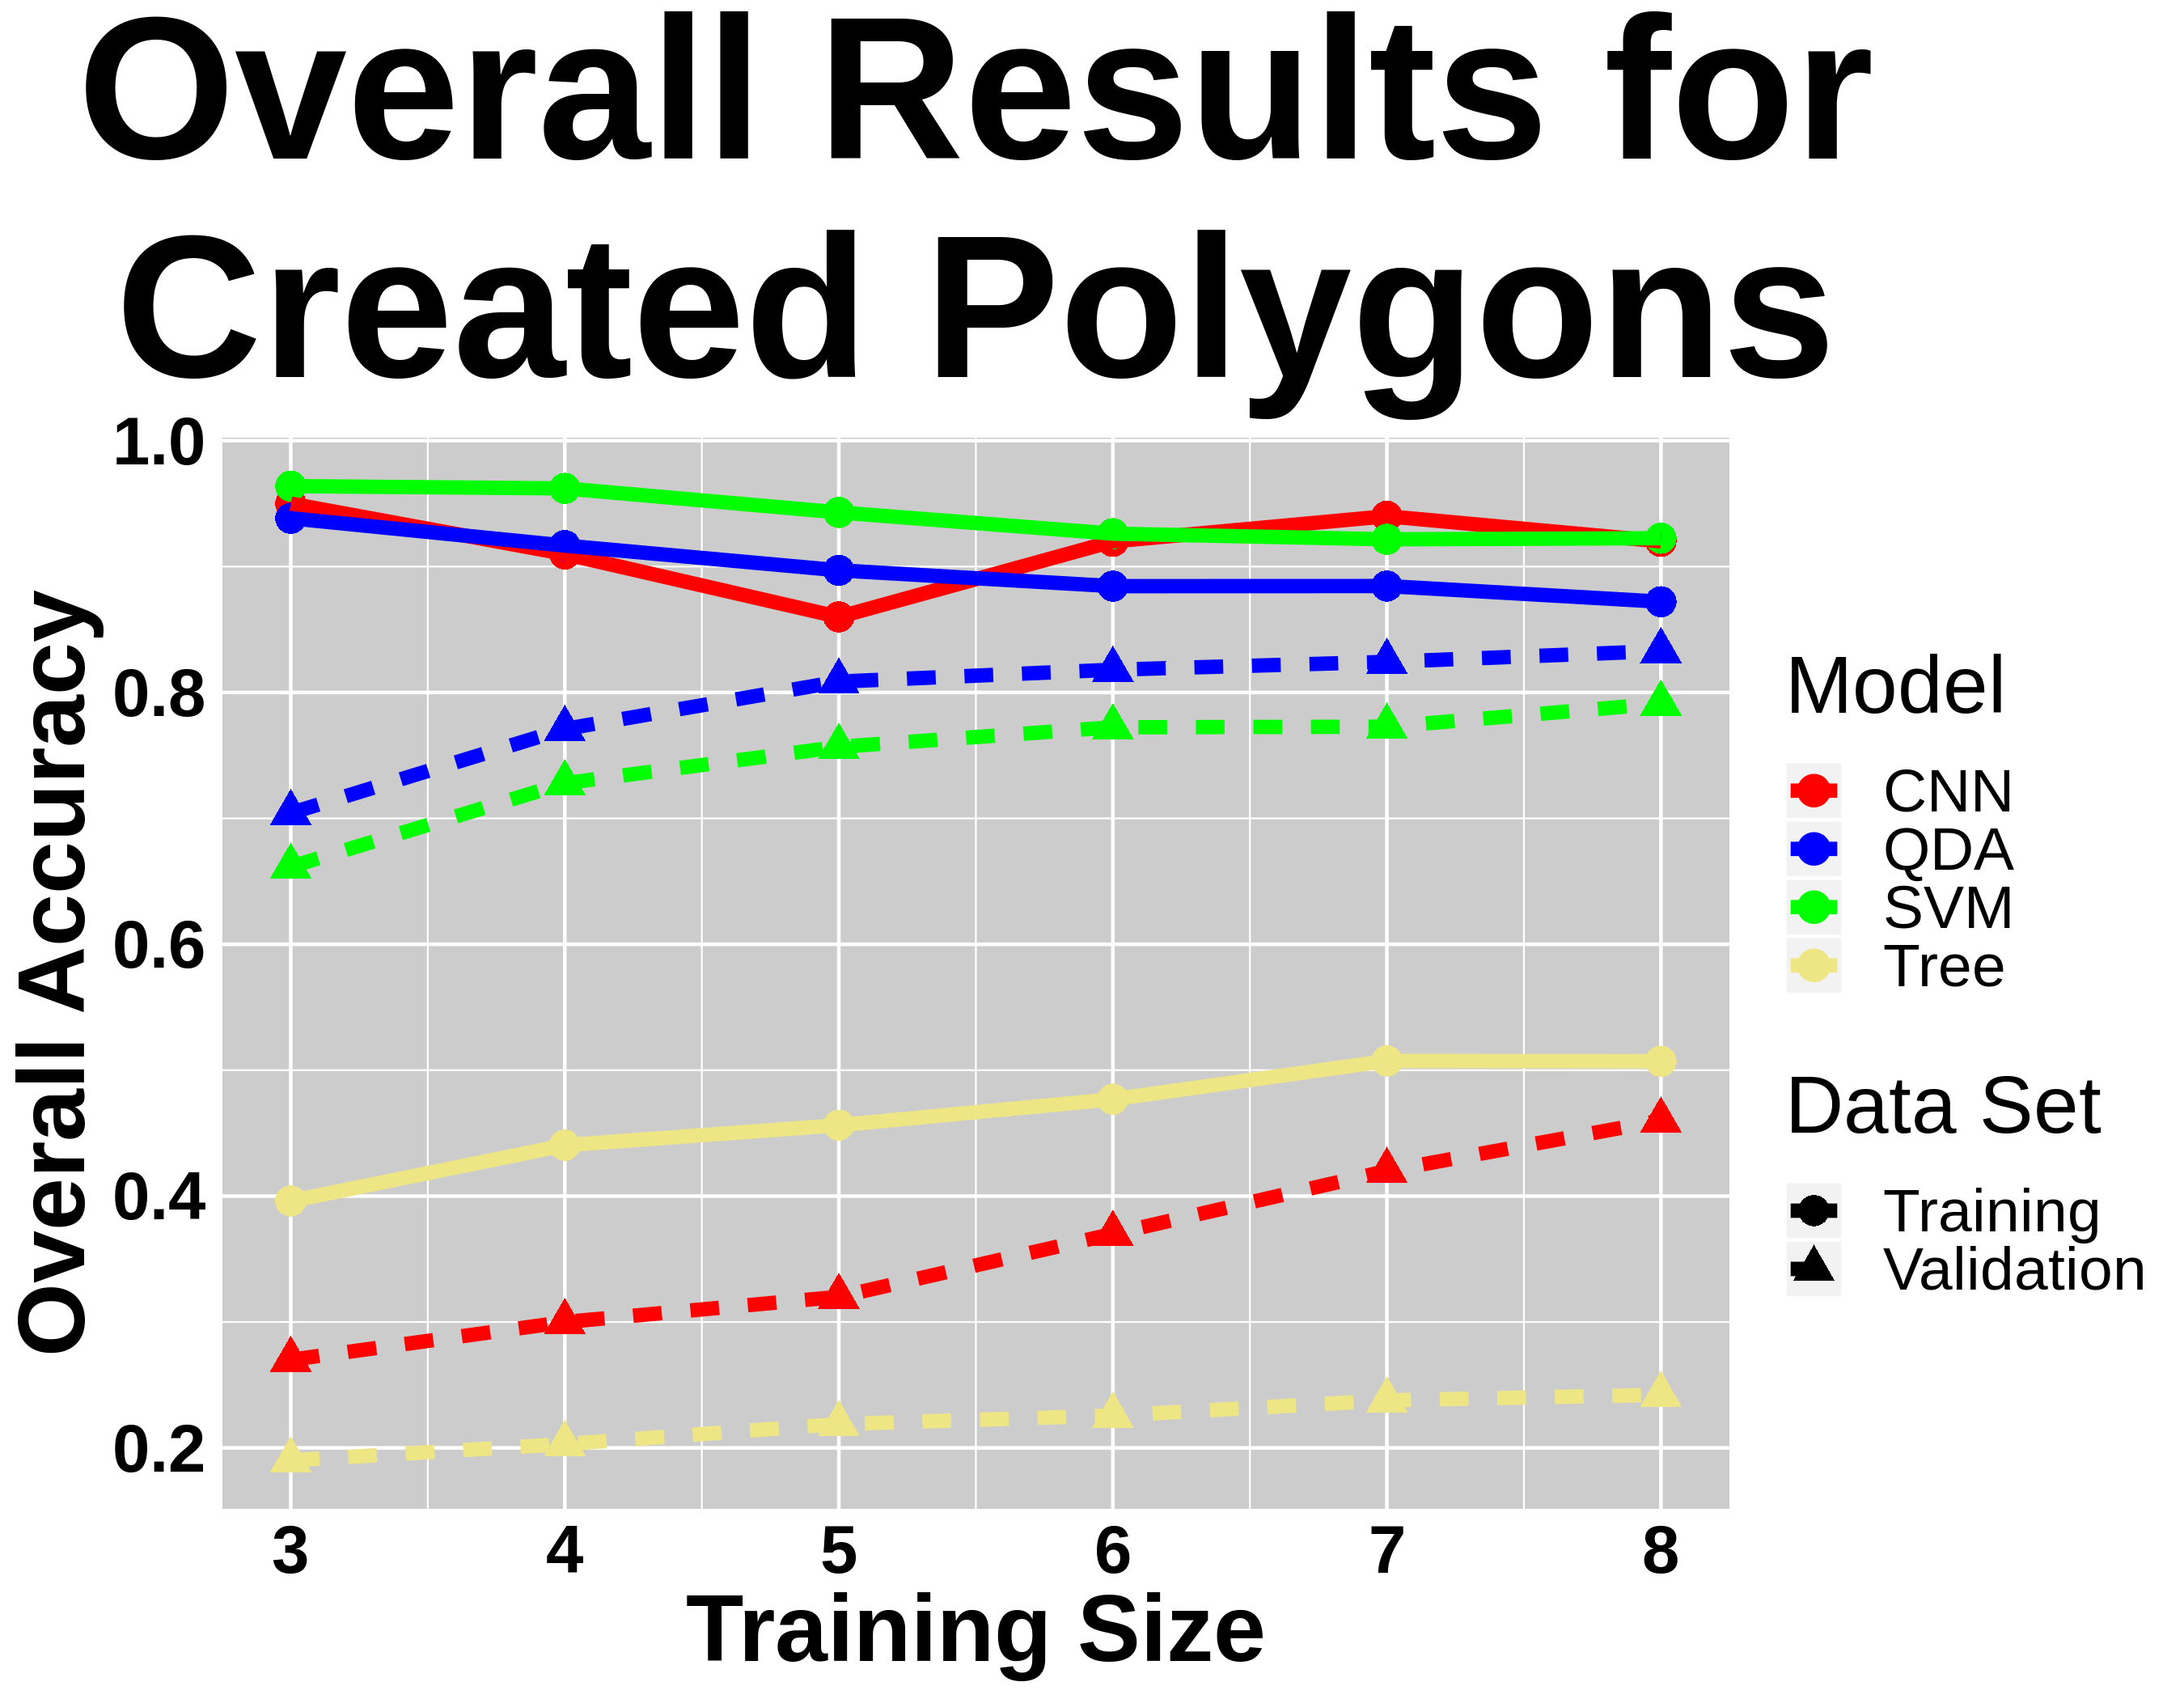 Overall Results for
Created Polygons
Overall Accuracy
1.0
0.8
0.6
0.4
0.2
3 4 5 6 7 8
Training Size
Model
CNN
QDA
SVM
Tree
Data Set
Training
Validation